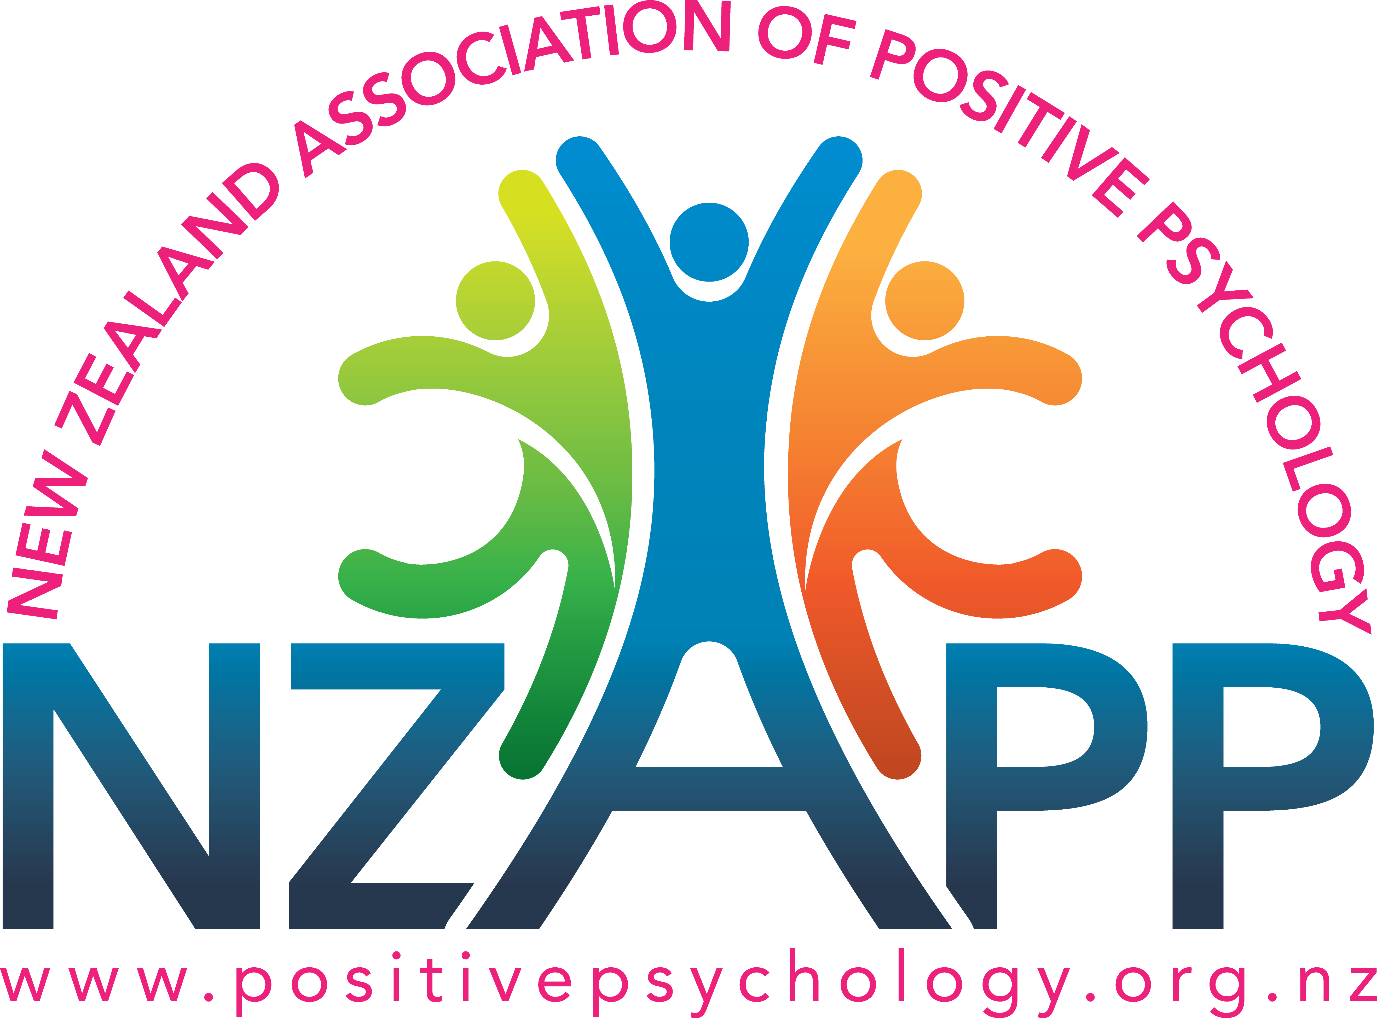 NEW ZEALAND ASSOCIATION OF POSITIVE PSYCHOLOGY
NZAPP
www.positivepsychology.org.nz